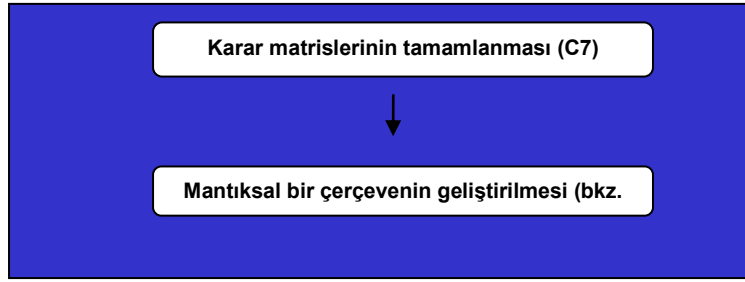 Karar matrislerinin tamamlanması (C7)
Mantıksal bir çerçevenin geliştirilmesi (bkz.